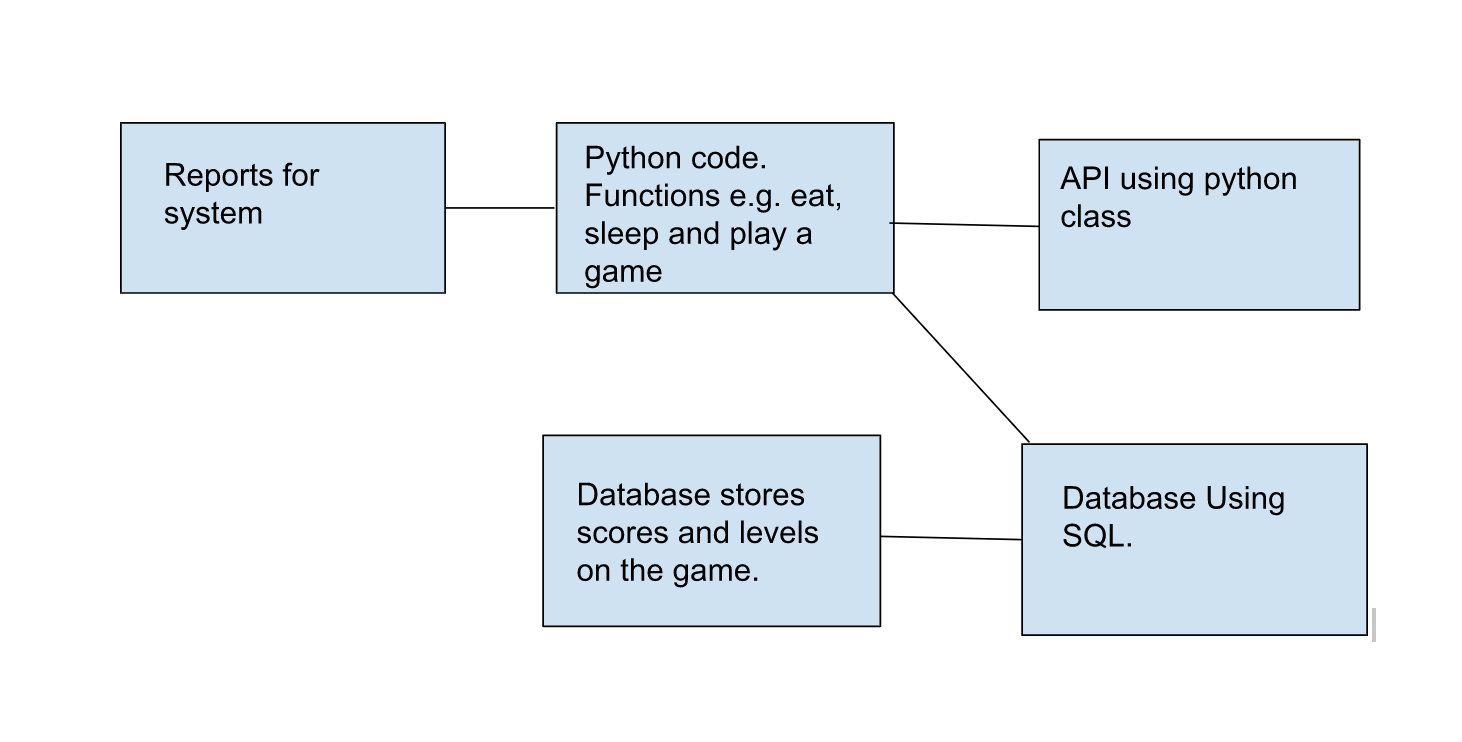 Reports for
system
Python code.
Functions e.g. eat,
sleep and play a
game
API using python
class
Database stores
scores and levels
on the game.
Database Using
SQL.